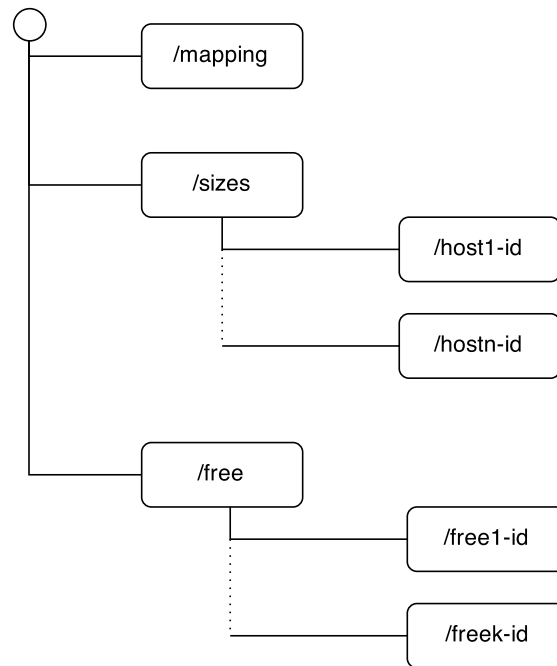 /mapping
/sizes
/host1-id
/hostn-id
/free
/free1-id
/freek-id